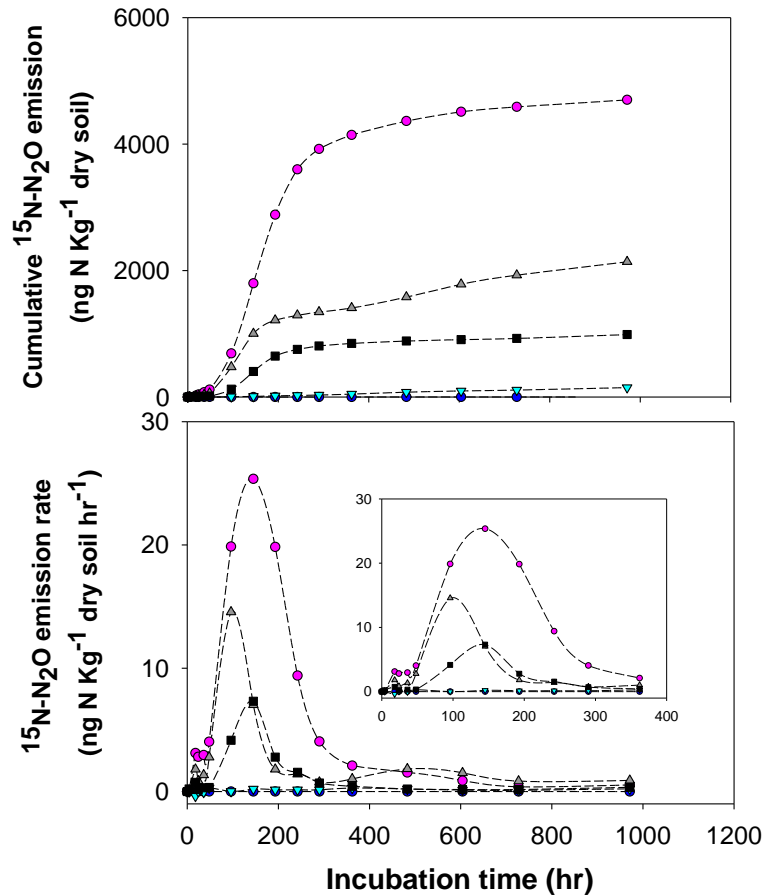 6000
4000
2000
0
Cumulative ¹⁵N-N₂O emission
(ng N Kg⁻¹ dry soil)
30
20
10
0
¹⁵N-N₂O emission rate
(ng N Kg⁻¹ dry soil hr⁻¹)
30
20
10
0
0 100 200 300 400
0 200 400 600 800 1000 1200
Incubation time (hr)